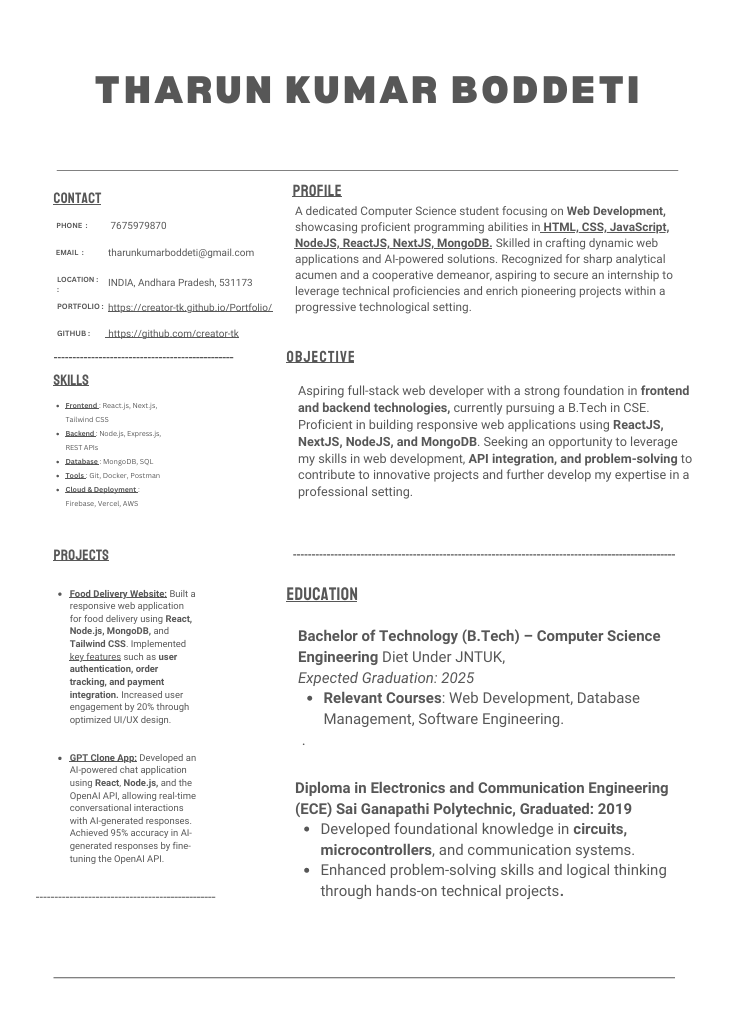 THARUN KUMAR BODDETI
CONTACT
PHONE : 7675979870
EMAIL : tharunkumarboddeti@gmail.com
LOCATION : INDIA, Andhara Pradesh, 531173
:
PORTFOLIO : https://creator-tk.github.io/Portfolio/
GITHUB : https://github.com/creator-tk
------------------------------------------------
SKILLS
• Frontend : React.js, Next.js,
Tailwind CSS
• Backend : Node.js, Express.js,
REST APIs
• Database : MongoDB, SQL
• Tools : Git, Docker, Postman
• Cloud & Deployment :
Firebase, Vercel, AWS
PROJECTS
• Food Delivery Website: Built a
responsive web application
for food delivery using React,
Node.js, MongoDB, and
Tailwind CSS. Implemented
key features such as user
authentication, order
tracking, and payment
integration. Increased user
engagement by 20% through
optimized UI/UX design.
• GPT Clone App: Developed an
AI-powered chat application
using React, Node.js, and the
OpenAI API, allowing real-time
conversational interactions
with AI-generated responses.
Achieved 95% accuracy in AI-
generated responses by fine-
tuning the OpenAI API.
------------------------------------------------
PROFILE
A dedicated Computer Science student focusing on Web Development,
showcasing proficient programming abilities in HTML, CSS, JavaScript,
NodeJS, ReactJS, NextJS, MongoDB. Skilled in crafting dynamic web
applications and AI-powered solutions. Recognized for sharp analytical
acumen and a cooperative demeanor, aspiring to secure an internship to
leverage technical proficiencies and enrich pioneering projects within a
progressive technological setting.
OBJECTIVE
Aspiring full-stack web developer with a strong foundation in frontend
and backend technologies, currently pursuing a B.Tech in CSE.
Proficient in building responsive web applications using ReactJS,
NextJS, NodeJS, and MongoDB. Seeking an opportunity to leverage
my skills in web development, API integration, and problem-solving to
contribute to innovative projects and further develop my expertise in a
professional setting.
------------------------------------------------------------------------------------------------------
EDUCATION
Bachelor of Technology (B.Tech) – Computer Science
Engineering Diet Under JNTUK,
Expected Graduation: 2025
• Relevant Courses: Web Development, Database
Management, Software Engineering.
.
Diploma in Electronics and Communication Engineering
(ECE) Sai Ganapathi Polytechnic, Graduated: 2019
• Developed foundational knowledge in circuits,
microcontrollers, and communication systems.
• Enhanced problem-solving skills and logical thinking
through hands-on technical projects.